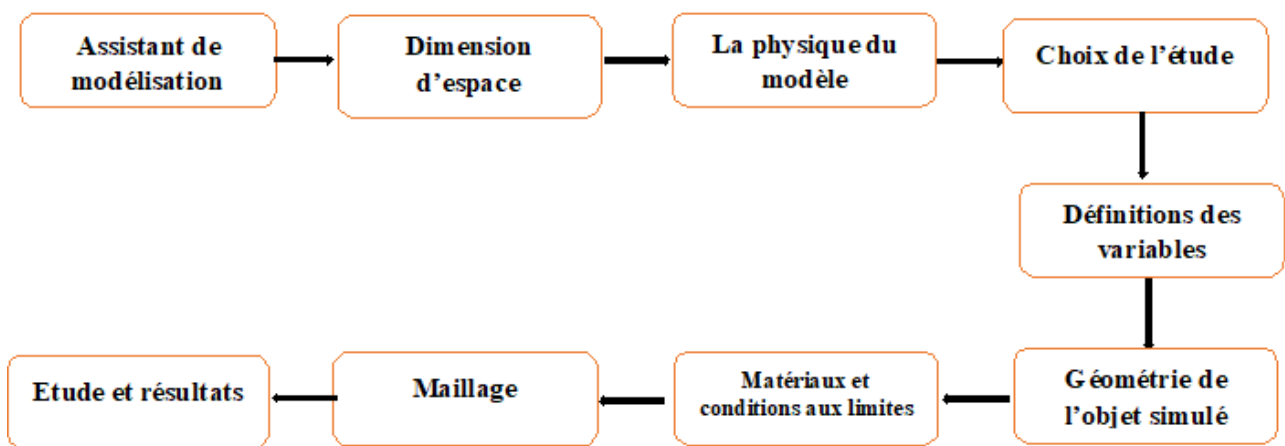 Assistant de
modélisation
Dimension
d'espace
La physique du
modèle
Choix de l'étude
Définitions des
variables
Géométrie de
l'objet simulé
Matériaux et
conditions aux limites
Maillage
Etude et résultats